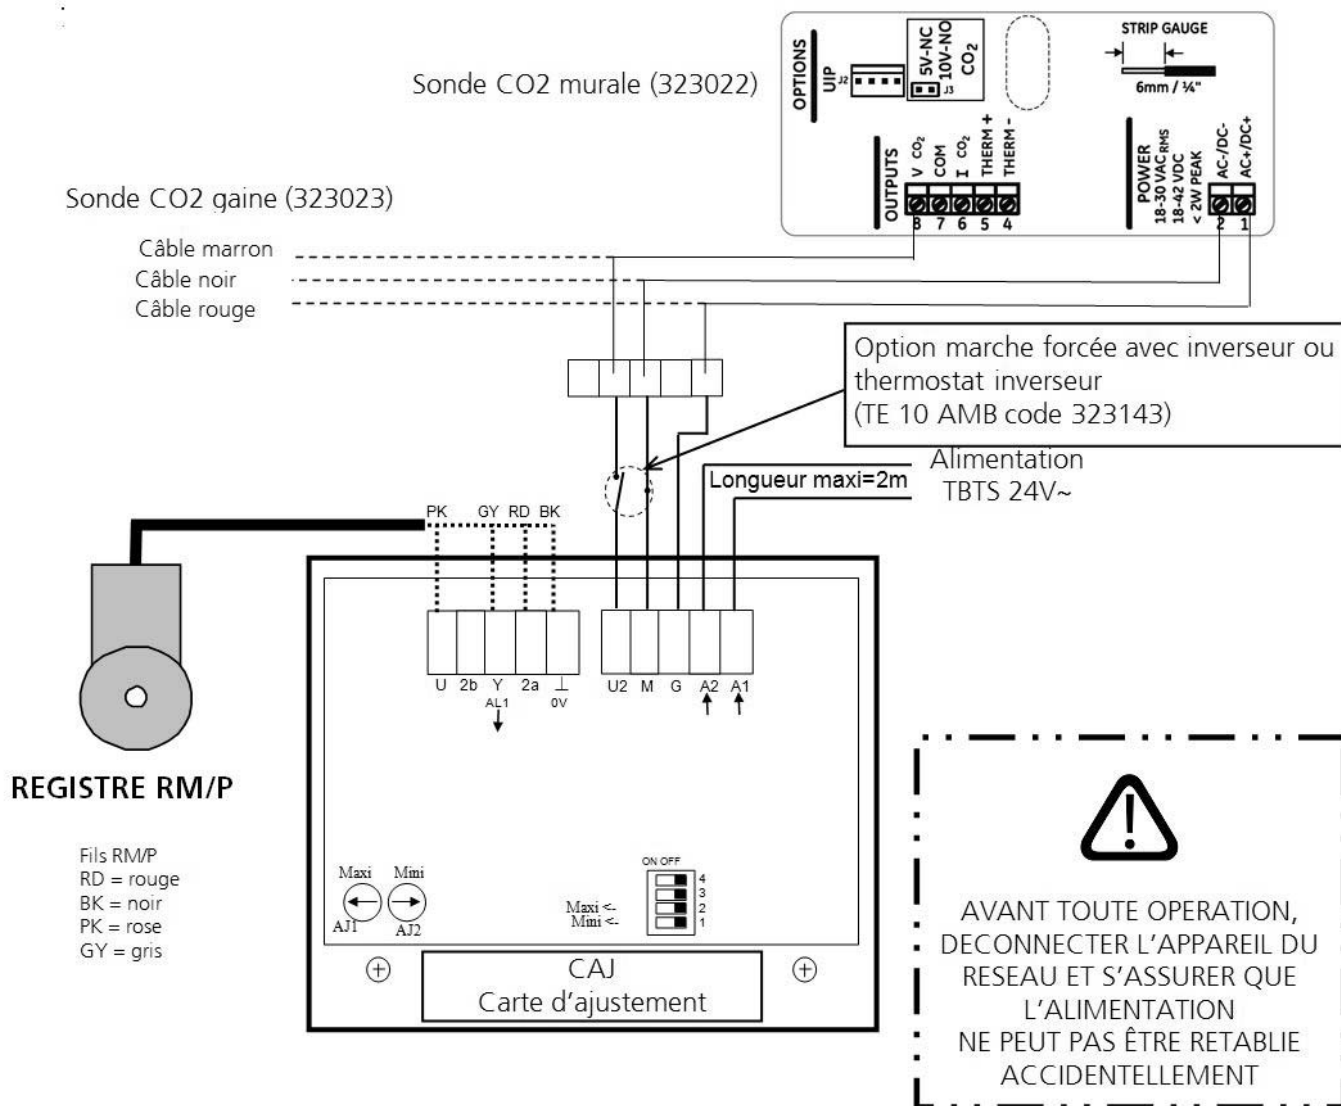 Sonde CO2 murale (323022)
OPTIONS
UIP
J2
5V-NC
10V-NO
CO2
J3
STRIP GAUGE
6mm / ¼"
OUTPUTS
V CO2
COM
I CO2
THERM +
THERM -
8 7 6 5 4
POWER
18-30 VAC RMS
18-42 VDC
< 2W PEAK
AC-/DC-
AC+/DC+
2 1
Sonde CO2 gaine (323023)
Câble marron
Câble noir
Câble rouge
Option marche forcée avec inverseur ou
thermostat inverseur
(TE 10 AMB code 323143)
Alimentation
TBTS 24V~
Longueur maxi=2m
PK GY RD BK
U 2b Y 2a ⊥
AL1 0V
U2 M G A2 A1
REGISTRE RM/P
Fils RM/P
RD = rouge
BK = noir
PK = rose
GY = gris
Maxi Mini
AJ1 AJ2
ON OFF
4
3
Maxi <- 2
Mini <- 1
CAJ
Carte d'ajustement
AVANT TOUTE OPERATION,
DECONNECTER L'APPAREIL DU
RESEAU ET S'ASSURER QUE
L'ALIMENTATION
NE PEUT PAS ÊTRE RETABLIE
ACCIDENTELLEMENT